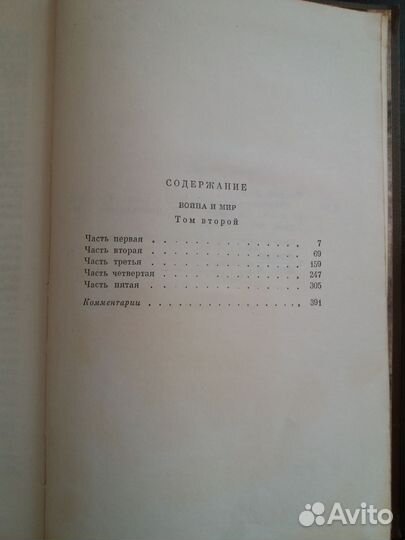 СОДЕРЖАНИЕ
ВОЙНА И МИР
Том второй
Часть первая . . . . . . . . . . . . . . . 7
Часть вторая . . . . . . . . . . . . . . . 69
Часть третья . . . . . . . . . . . . . . . 159
Часть четвертая . . . . . . . . . . . . . . 247
Часть пятая . . . . . . . . . . . . . . . 305
Комментарии . . . . . . . . . . . . . . . 391
Avito